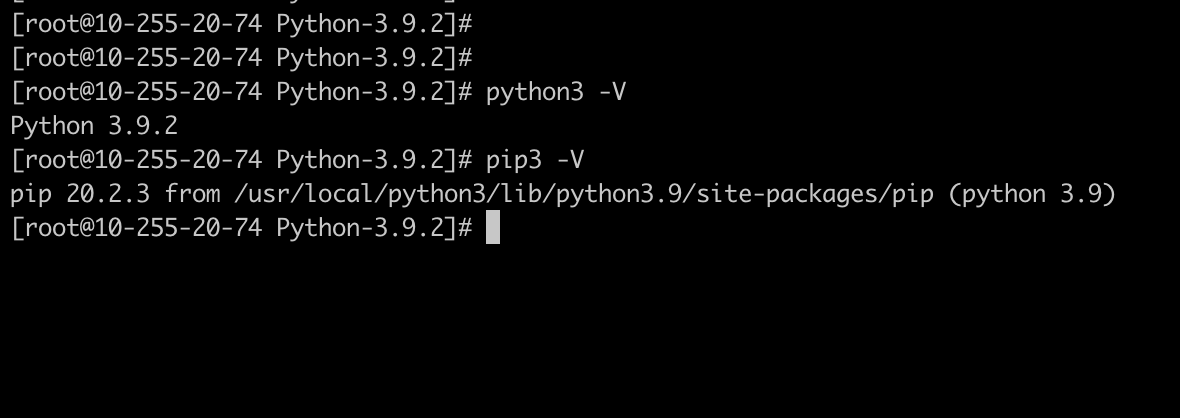 [root@10-255-20-74 Python-3.9.2]#
[root@10-255-20-74 Python-3.9.2]#
[root@10-255-20-74 Python-3.9.2]# python3 -V
Python 3.9.2
[root@10-255-20-74 Python-3.9.2]# pip3 -V
pip 20.2.3 from /usr/local/python3/lib/python3.9/site-packages/pip (python 3.9)
[root@10-255-20-74 Python-3.9.2]#